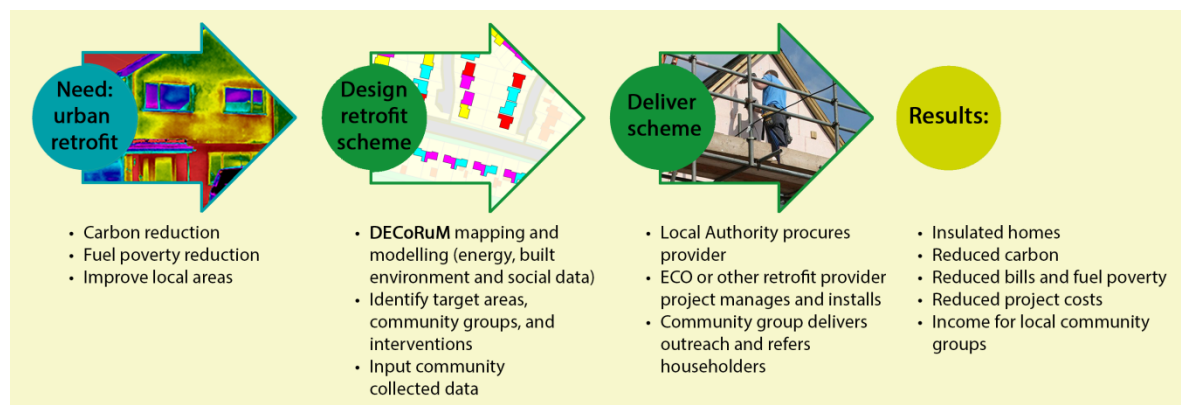 Need:
urban
retrofit
• Carbon reduction
• Fuel poverty reduction
• Improve local areas
Design
retrofit
scheme
• DECoRuM mapping and
modelling (energy, built
environment and social data)
• Identify target areas,
community groups, and
interventions
• Input community
collected data
Deliver
scheme
• Local Authority procures
provider
• ECO or other retrofit provider
project manages and installs
• Community group delivers
outreach and refers
householders
Results:
• Insulated homes
• Reduced carbon
• Reduced bills and fuel poverty
• Reduced project costs
• Income for local community
groups